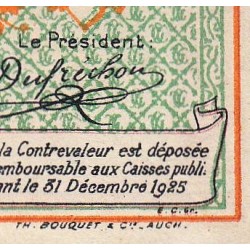 Le Président:
Dufréchou
la Contrevaleur est déposée
emboursable aux Caisses publi
ant le 31 Décembre 1925
TH. BOUQUET & Cie, AUCH.